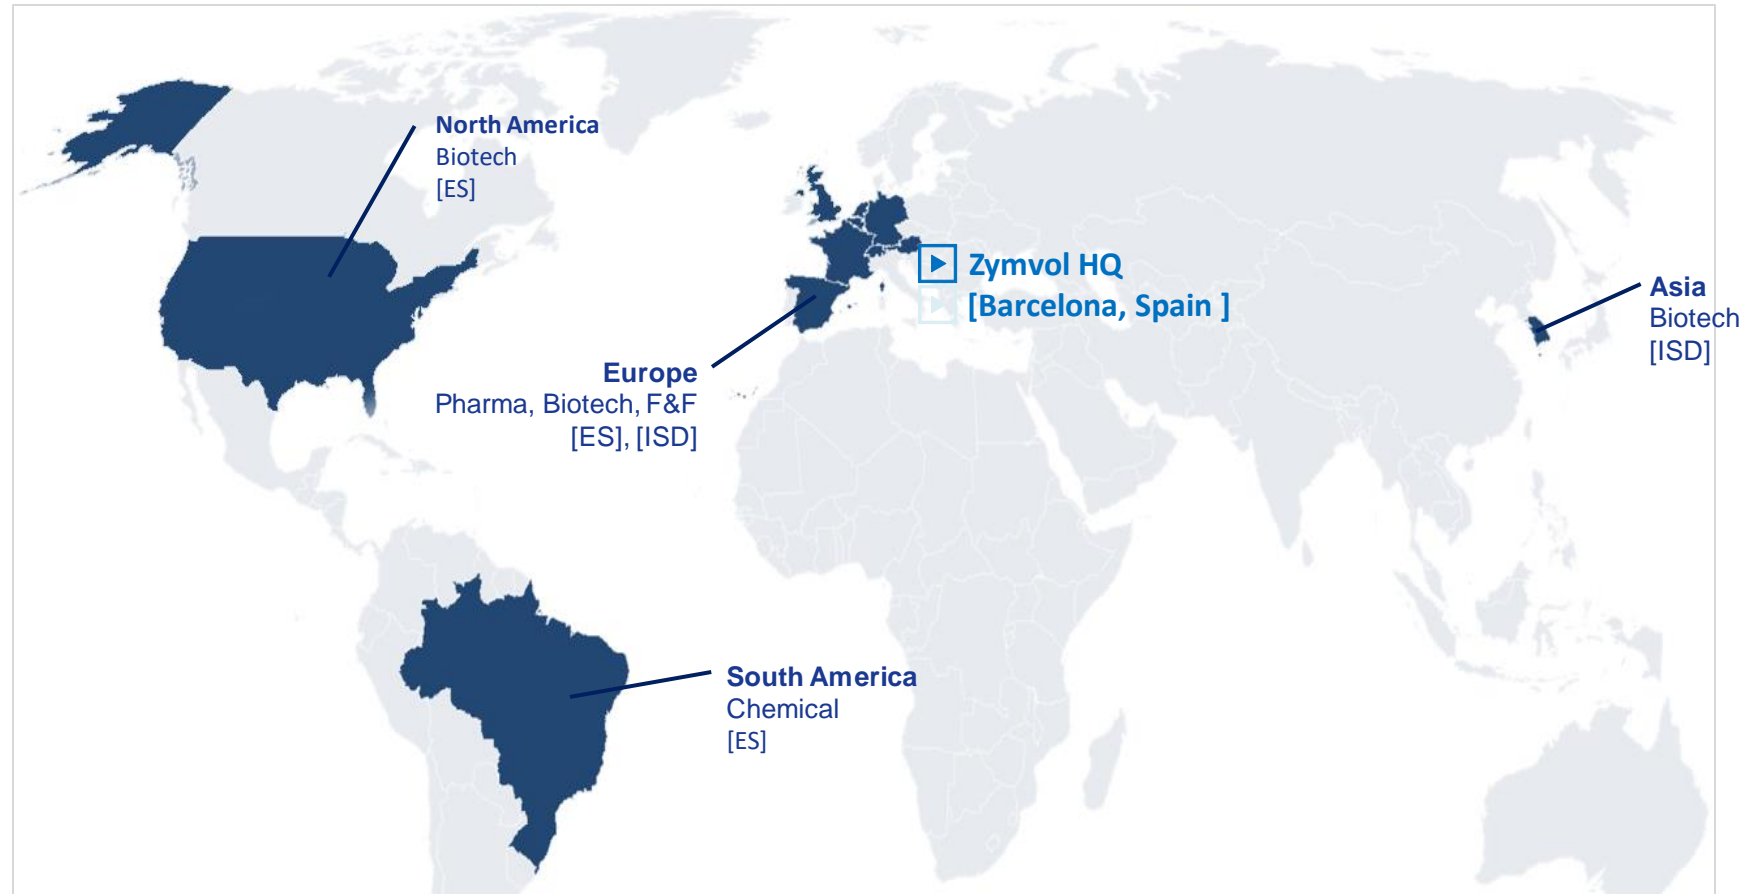 North America
Biotech
[ES]
Zymvol HQ
[Barcelona, Spain ]
Asia
Biotech
[ISD]
Europe
Pharma, Biotech, F&F
[ES], [ISD]
South America
Chemical
[ES]